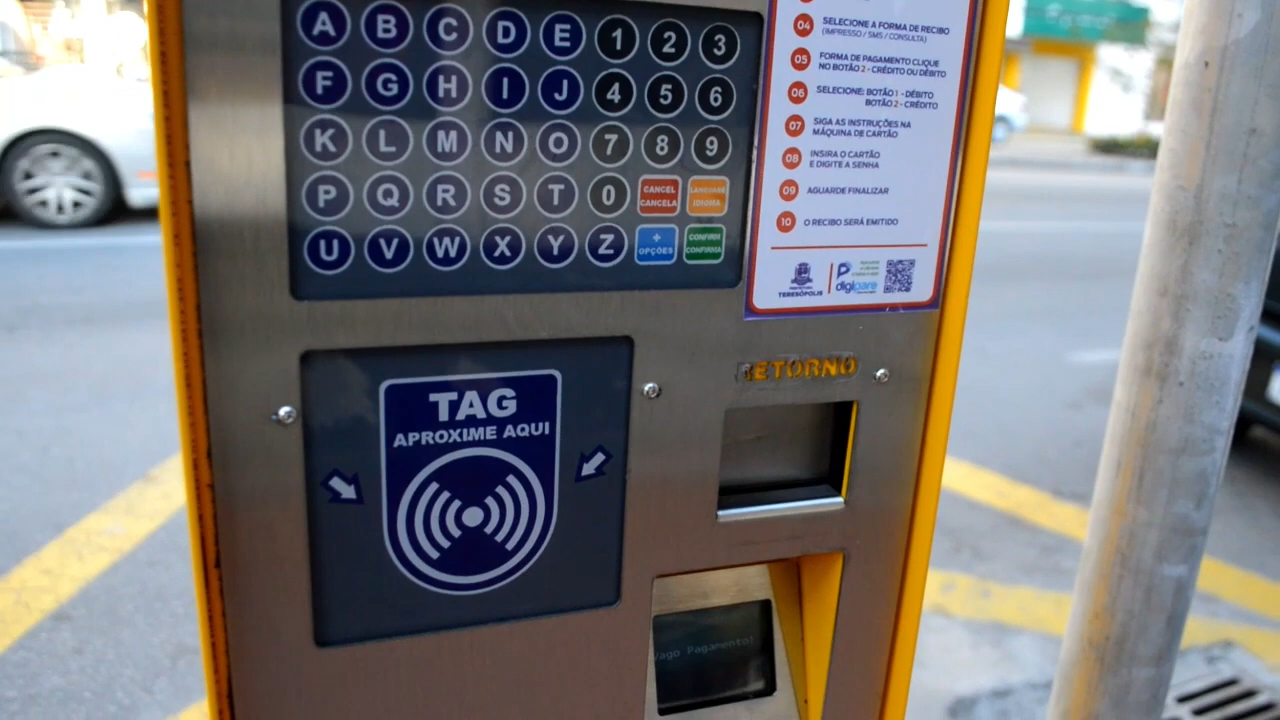 A B C D E 1 2 3
F G H I J 4 5 6
K L M N O 7 8 9
P Q R S T 0 CANCEL CANCELA LANGUAGE IDIOMA
U V W X Y Z + OPÇÕES CONFIRM CONFIRMA
04 SELECIONE A FORMA DE RECIBO
(IMPRESSO / SMS / CONSULTA)
05 FORMA DE PAGAMENTO CLIQUE
NO BOTÃO 2 - CRÉDITO OU DÉBITO
06 SELECIONE: BOTÃO 1 - DÉBITO
BOTÃO 2 - CRÉDITO
07 SIGA AS INSTRUÇÕES NA
MÁQUINA DE CARTÃO
08 INSIRA O CARTÃO
E DIGITE A SENHA
09 AGUARDE FINALIZAR
10 O RECIBO SERÁ EMITIDO
PREFEITURA
TERESÓPOLIS
digipare
RETORNO
TAG
APROXIME AQUI
Pagamento!